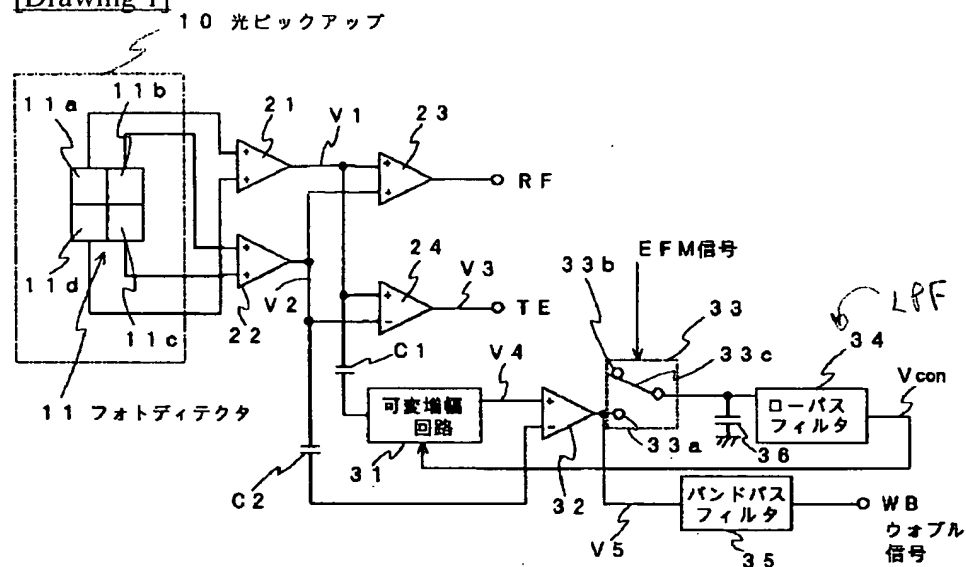 [Drawing 1]
10 光ピックアップ
11a
11b
21
V1
23
RF
11d
11c
22
V2
24
V3
TE
EFM信号
33b
33
33c
LPF
34
Vcon
11 フォトディテクタ
C1
V4
可変増幅
回路
31
33a
36
ローパス
フィルタ
C2
32
V5
バンドパス
フィルタ
35
WB
ウォブル
信号